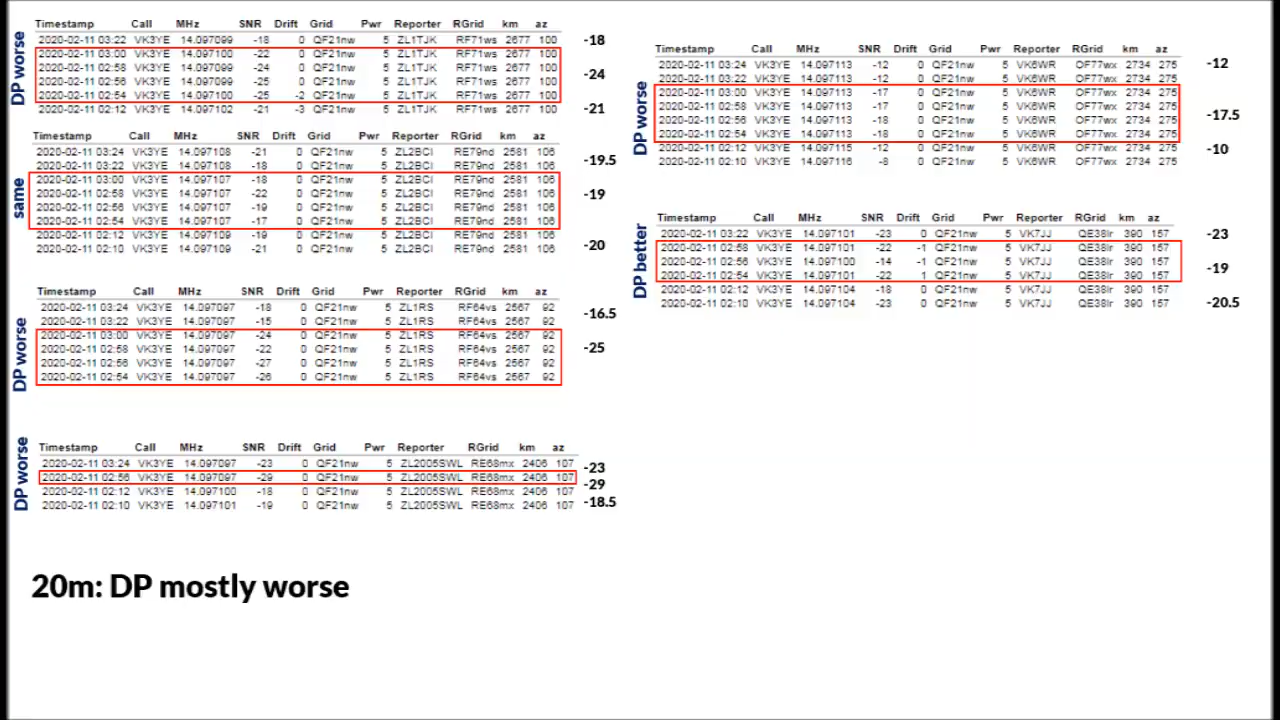 DP worse
Timestamp Call MHz SNR Drift Grid Pwr Reporter RGrid km az
2020-02-11 03:22 VK3YE 14.097099 -18 0 QF21nw 5 ZL1TJK RF71ws 2677 100 -18
2020-02-11 03:00 VK3YE 14.097100 -22 0 QF21nw 5 ZL1TJK RF71ws 2677 100
2020-02-11 02:58 VK3YE 14.097099 -24 0 QF21nw 5 ZL1TJK RF71ws 2677 100 -24
2020-02-11 02:56 VK3YE 14.097099 -25 0 QF21nw 5 ZL1TJK RF71ws 2677 100
2020-02-11 02:54 VK3YE 14.097100 -25 -2 QF21nw 5 ZL1TJK RF71ws 2677 100
2020-02-11 02:12 VK3YE 14.097102 -21 -3 QF21nw 5 ZL1TJK RF71ws 2677 100 -21
same
Timestamp Call MHz SNR Drift Grid Pwr Reporter RGrid km az
2020-02-11 03:24 VK3YE 14.097108 -21 0 QF21nw 5 ZL2BCI RE79nd 2581 106
2020-02-11 03:22 VK3YE 14.097108 -18 0 QF21nw 5 ZL2BCI RE79nd 2581 106 -19.5
2020-02-11 03:00 VK3YE 14.097107 -18 0 QF21nw 5 ZL2BCI RE79nd 2581 106
2020-02-11 02:58 VK3YE 14.097107 -22 0 QF21nw 5 ZL2BCI RE79nd 2581 106 -19
2020-02-11 02:56 VK3YE 14.097107 -19 0 QF21nw 5 ZL2BCI RE79nd 2581 106
2020-02-11 02:54 VK3YE 14.097107 -17 0 QF21nw 5 ZL2BCI RE79nd 2581 106
2020-02-11 02:12 VK3YE 14.097109 -19 0 QF21nw 5 ZL2BCI RE79nd 2581 106
2020-02-11 02:10 VK3YE 14.097109 -21 0 QF21nw 5 ZL2BCI RE79nd 2581 106 -20
DP worse
Timestamp Call MHz SNR Drift Grid Pwr Reporter RGrid km az
2020-02-11 03:24 VK3YE 14.097097 -18 0 QF21nw 5 ZL1RS RF64vs 2567 92 -16.5
2020-02-11 03:22 VK3YE 14.097097 -15 0 QF21nw 5 ZL1RS RF64vs 2567 92
2020-02-11 03:00 VK3YE 14.097097 -24 0 QF21nw 5 ZL1RS RF64vs 2567 92
2020-02-11 02:58 VK3YE 14.097097 -22 0 QF21nw 5 ZL1RS RF64vs 2567 92 -25
2020-02-11 02:56 VK3YE 14.097097 -27 0 QF21nw 5 ZL1RS RF64vs 2567 92
2020-02-11 02:54 VK3YE 14.097097 -26 0 QF21nw 5 ZL1RS RF64vs 2567 92
DP worse
Timestamp Call MHz SNR Drift Grid Pwr Reporter RGrid km az
2020-02-11 03:24 VK3YE 14.097097 -23 0 QF21nw 5 ZL2005SWL RE68mx 2406 107 -23
2020-02-11 02:56 VK3YE 14.097097 -29 0 QF21nw 5 ZL2005SWL RE68mx 2406 107 -29
2020-02-11 02:12 VK3YE 14.097100 -18 0 QF21nw 5 ZL2005SWL RE68mx 2406 107
2020-02-11 02:10 VK3YE 14.097101 -19 0 QF21nw 5 ZL2005SWL RE68mx 2406 107 -18.5
20m: DP mostly worse
DP worse
Timestamp Call MHz SNR Drift Grid Pwr Reporter RGrid km az
2020-02-11 03:24 VK3YE 14.097113 -12 0 QF21nw 5 VK6WR OF77wx 2734 275 -12
2020-02-11 03:22 VK3YE 14.097113 -12 0 QF21nw 5 VK6WR OF77wx 2734 275
2020-02-11 03:00 VK3YE 14.097113 -17 0 QF21nw 5 VK6WR OF77wx 2734 275
2020-02-11 02:58 VK3YE 14.097113 -17 0 QF21nw 5 VK6WR OF77wx 2734 275
2020-02-11 02:56 VK3YE 14.097113 -18 0 QF21nw 5 VK6WR OF77wx 2734 275 -17.5
2020-02-11 02:54 VK3YE 14.097113 -18 0 QF21nw 5 VK6WR OF77wx 2734 275
2020-02-11 02:12 VK3YE 14.097115 -12 0 QF21nw 5 VK6WR OF77wx 2734 275 -10
2020-02-11 02:10 VK3YE 14.097116 -8 0 QF21nw 5 VK6WR OF77wx 2734 275
DP better
Timestamp Call MHz SNR Drift Grid Pwr Reporter RGrid km az
2020-02-11 03:22 VK3YE 14.097101 -23 0 QF21nw 5 VK7JJ QE38lr 390 157 -23
2020-02-11 02:58 VK3YE 14.097101 -22 -1 QF21nw 5 VK7JJ QE38lr 390 157
2020-02-11 02:56 VK3YE 14.097100 -14 -1 QF21nw 5 VK7JJ QE38lr 390 157 -19
2020-02-11 02:54 VK3YE 14.097101 -22 1 QF21nw 5 VK7JJ QE38lr 390 157
2020-02-11 02:12 VK3YE 14.097104 -18 0 QF21nw 5 VK7JJ QE38lr 390 157
2020-02-11 02:10 VK3YE 14.097104 -23 0 QF21nw 5 VK7JJ QE38lr 390 157 -20.5